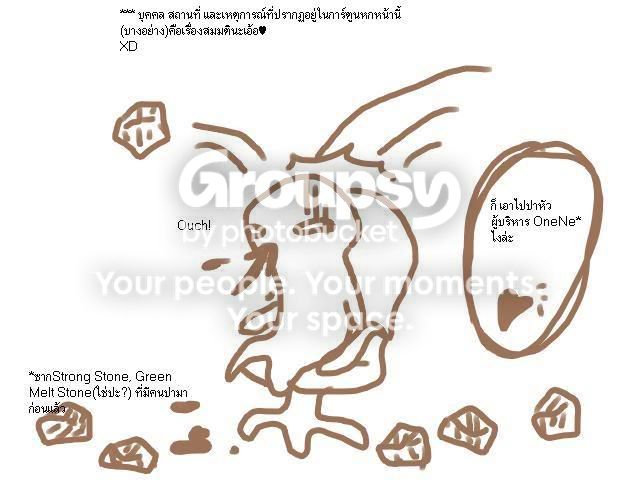 *** บุคคล สถานที่ และเหตุการณ์ที่ปรากฏอยู่ในการ์ตูนหกหน้านี้
(บางอย่าง)คือเรื่องสมมตินะเอ้อ♥
XD
Groupsy
by photobucket
Ouch!
ก็ เอาไปปาหัว
ผู้บริหาร OneNe*
ไงล่ะ
Your people. Your moments.
Your space.
*ซากStrong Stone, Green
Melt Stone(ใช่ปะ?) ที่มีคนปามา
ก่อนแล้ว